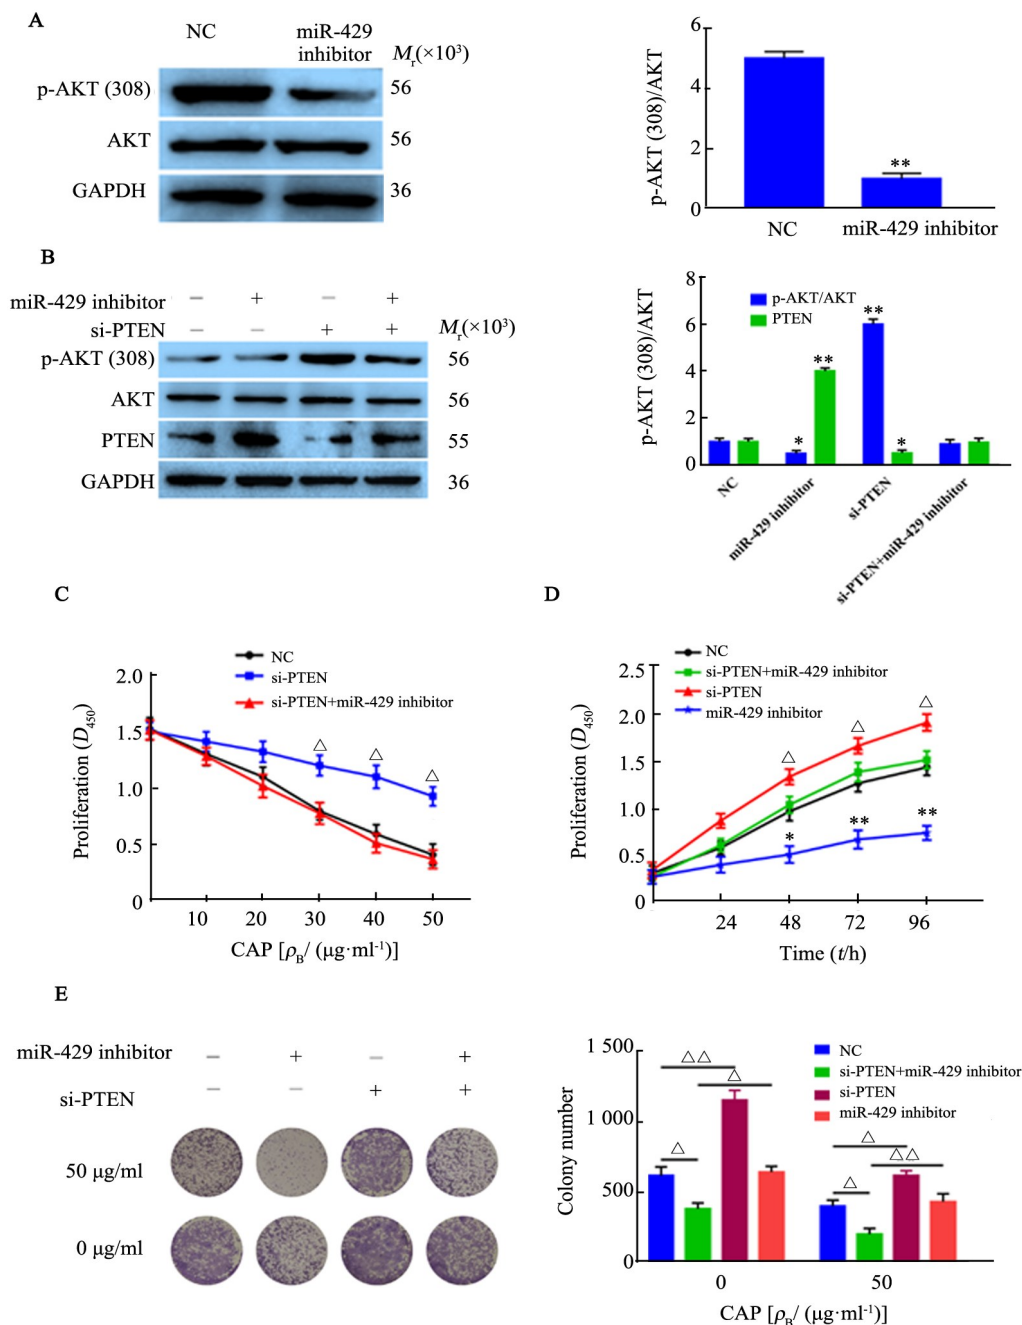 A
NC
miR-429
inhibitor
Mr(×10³)
p-AKT (308)
56
AKT
56
GAPDH
36
p-AKT (308)/AKT
6
4
2
0
**
NC
miR-429 inhibitor
B
miR-429 inhibitor − + − +
si-PTEN − − + +
Mr(×10³)
p-AKT (308)
56
AKT
56
PTEN
55
GAPDH
36
p-AKT (308)/AKT
8
6
4
2
0
p-AKT/AKT
PTEN
*
**
**
*
NC
miR-429 inhibitor
si-PTEN
si-PTEN+miR-429 inhibitor
C
NC
si-PTEN
si-PTEN+miR-429 inhibitor
Proliferation (D450)
2.0
1.5
1.0
0.5
0
△ △ △
10 20 30 40 50
CAP [ρB/ (μg·ml-1)]
D
NC
si-PTEN+miR-429 inhibitor
si-PTEN
miR-429 inhibitor
Proliferation (D450)
2.5
2.0
1.5
1.0
0.5
0
△ △ △
* ** **
24 48 72 96
Time (t/h)
E
miR-429 inhibitor − + − +
si-PTEN − − + +
50 μg/ml
0 μg/ml
Colony number
1 500
1 000
500
0
NC
si-PTEN+miR-429 inhibitor
si-PTEN
miR-429 inhibitor
△△
△
△
△
△△
△
0 50
CAP [ρB/ (μg·ml-1)]